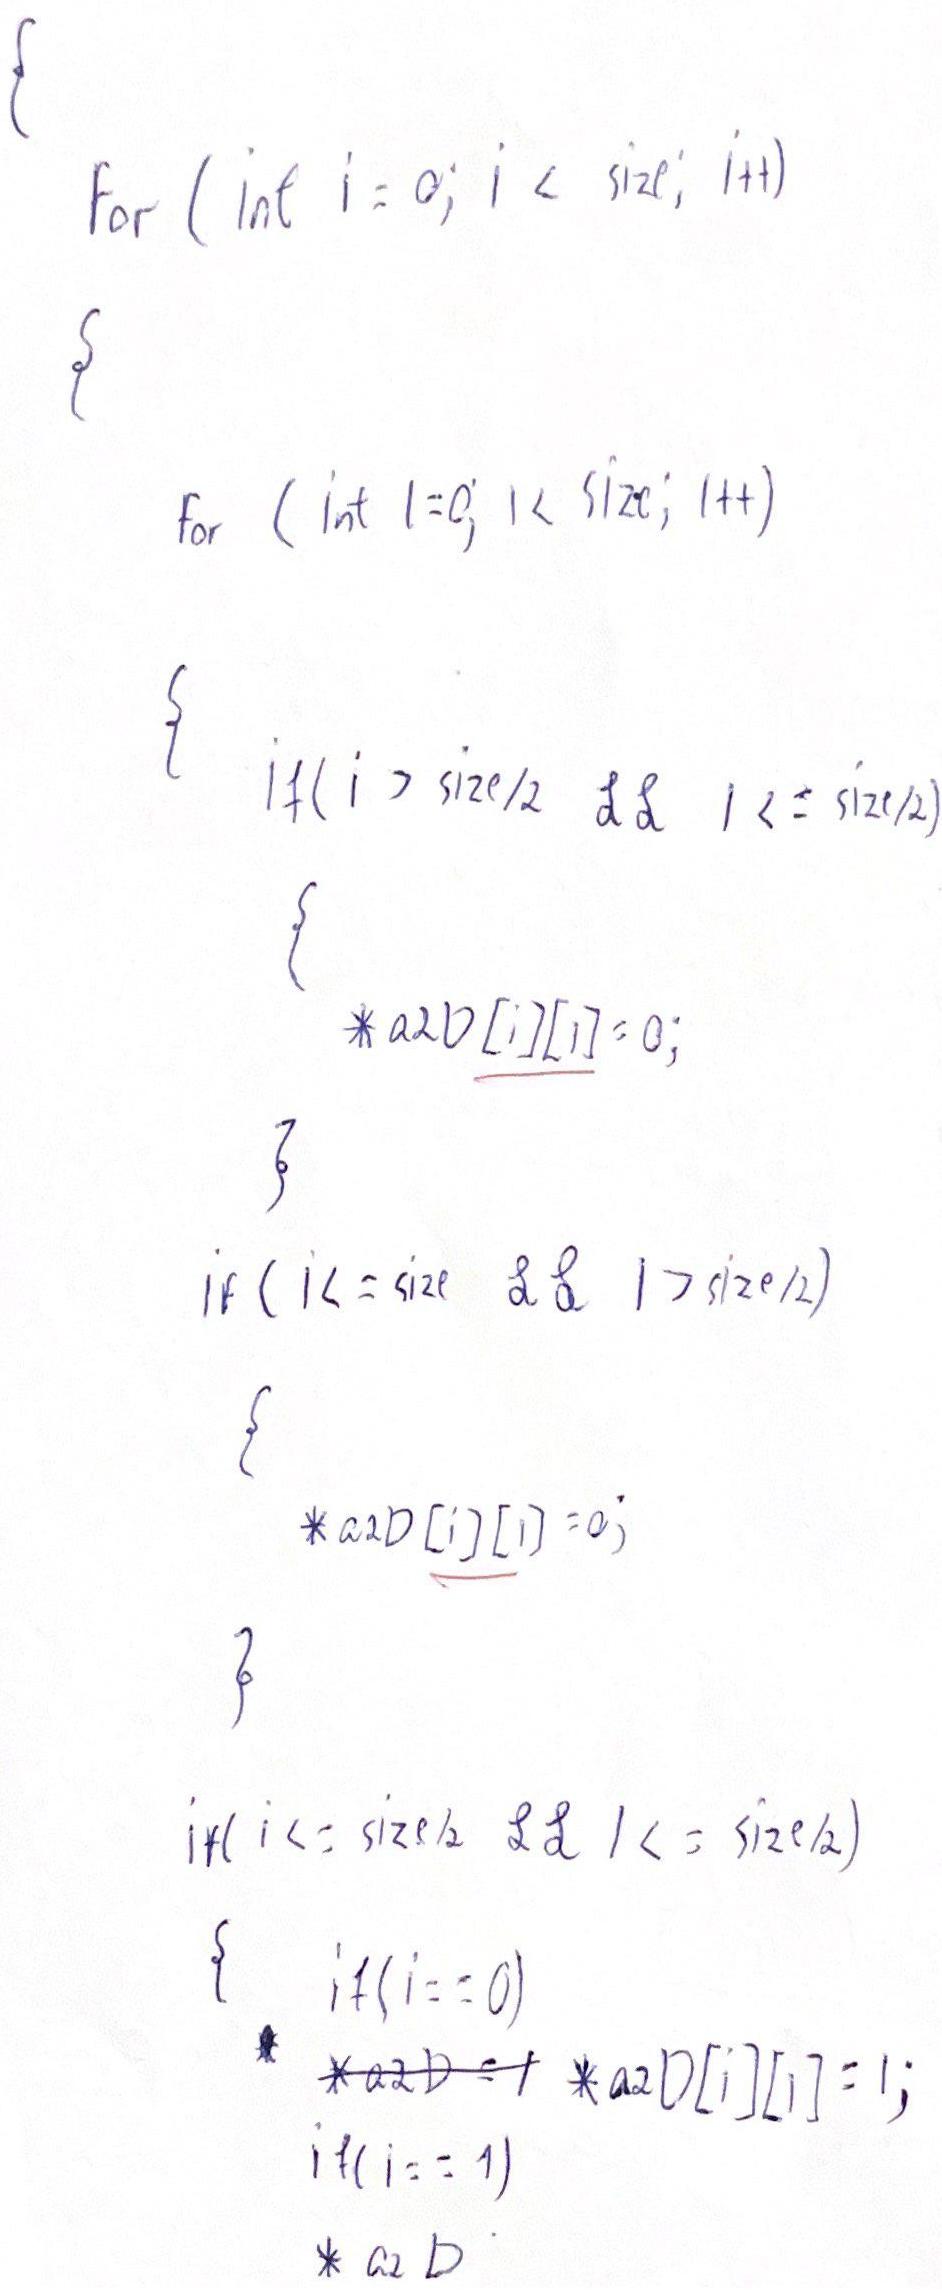 {
For (int i = 0; i < size; i++)
{
For (int l=0; l< size; l++)
{
if(i > size/2 && l <= size/2)
{
*a2D[i][l]=0;
}
if(i<=size && l>size/2)
{
*a2D[i][l]=0;
}
if(i<=size/2 && l<=size/2)
{
if(i==0)
* *a2D=1 *a2D[i][l]=1;
if(i==1)
*a2D